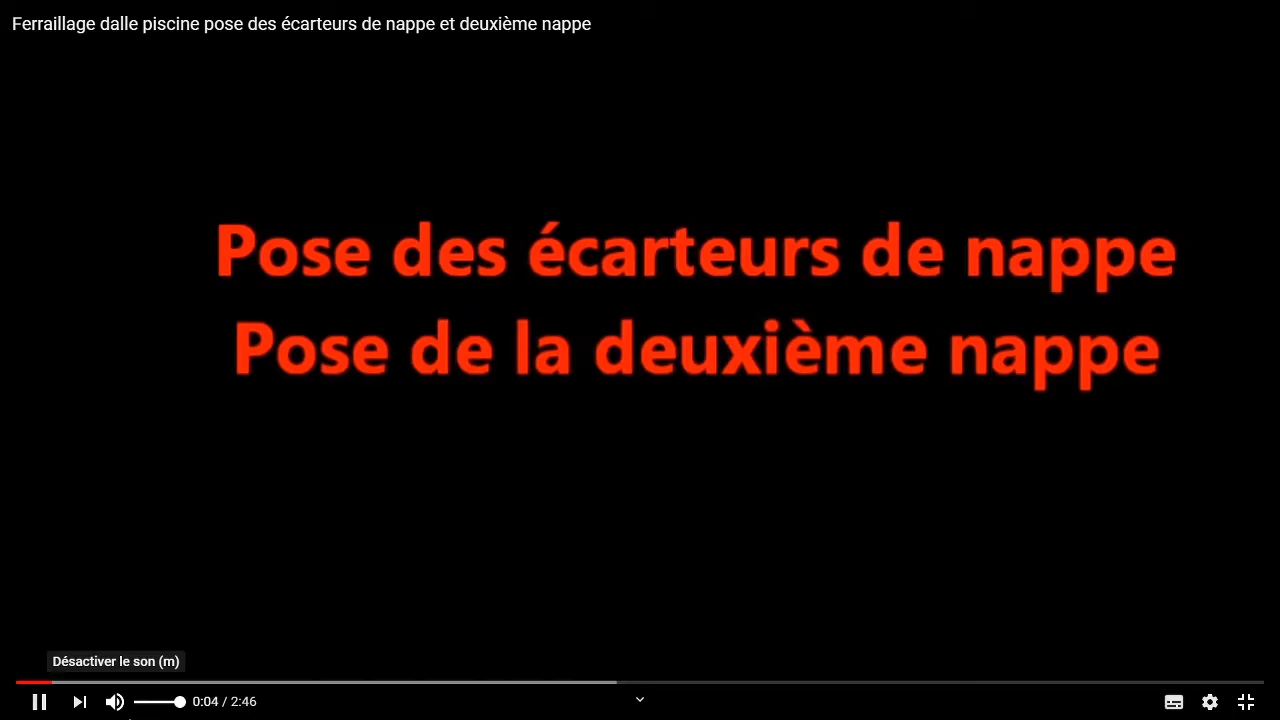 Ferraillage dalle piscine pose des écarteurs de nappe et deuxième nappe
Pose des écarteurs de nappe
Pose de la deuxième nappe
Désactiver le son (m)
0:04 / 2:46